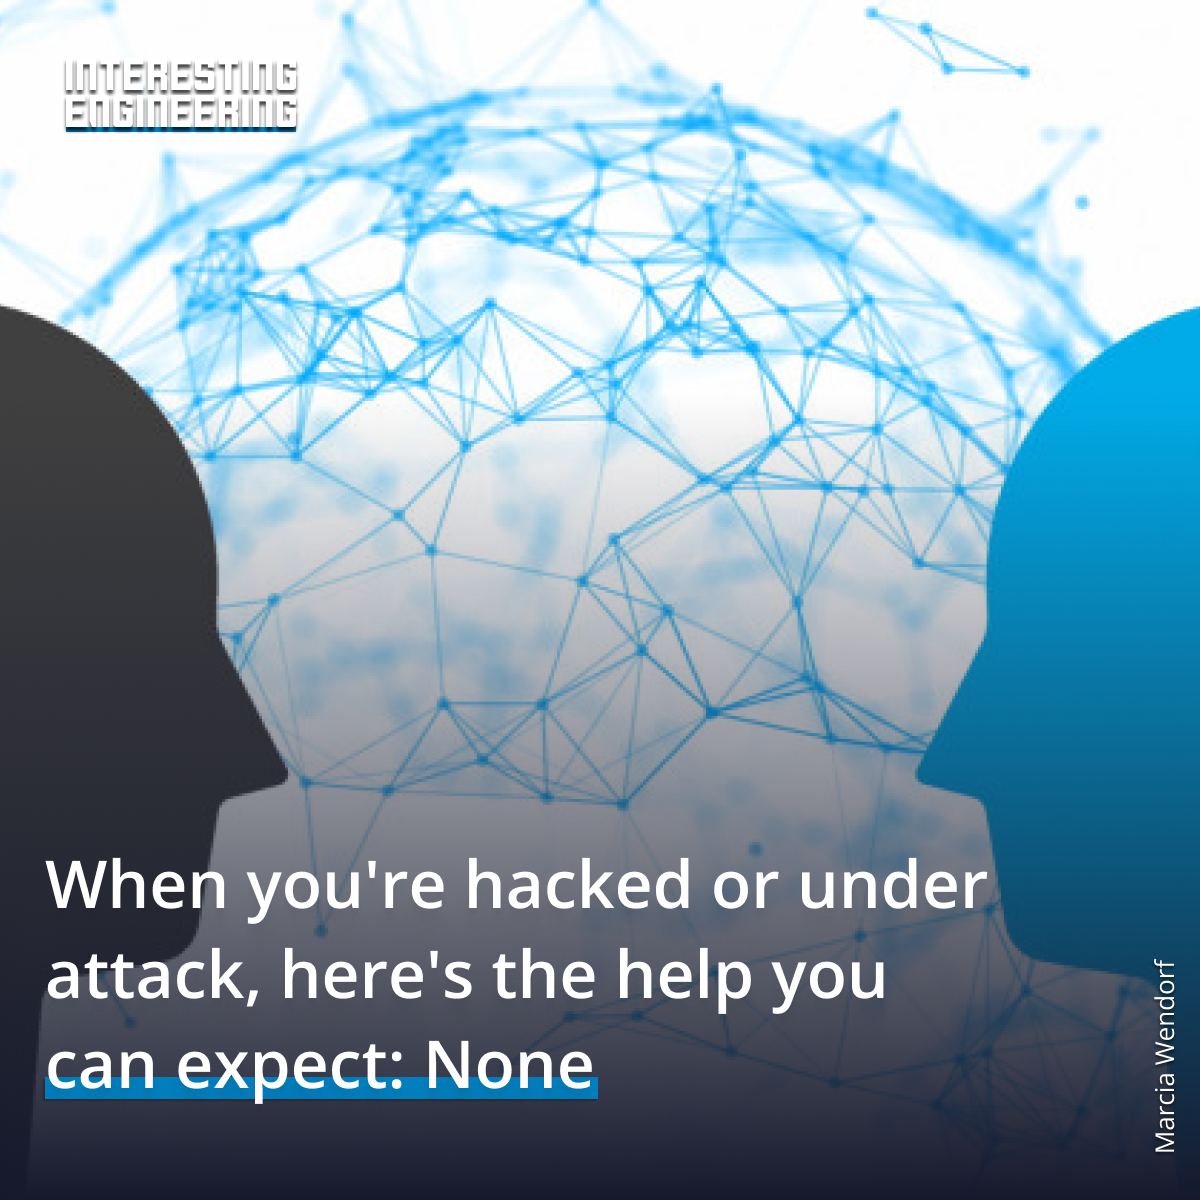 INTERESTING
ENGINEERING
When you're hacked or under
attack, here's the help you
can expect: None
Marcia Wendorf